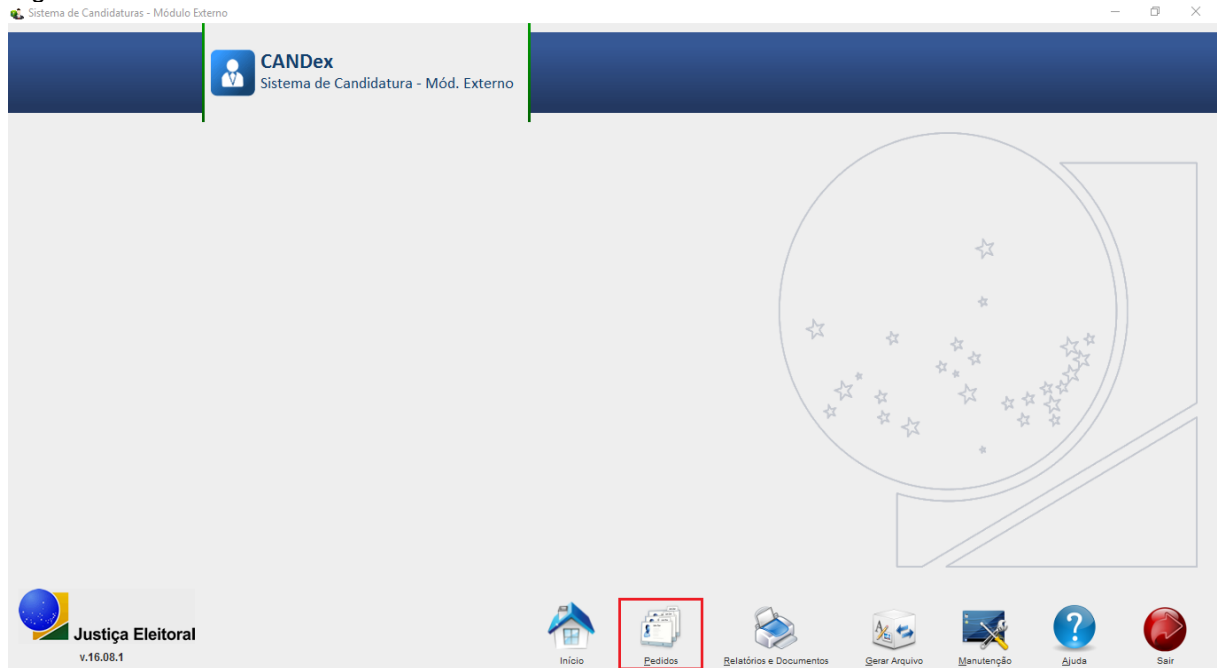 Sistema de Candidaturas - Módulo Externo
CANDex
Sistema de Candidatura - Mód. Externo
Justiça Eleitoral
v.16.08.1
Início
Pedidos
Relatórios e Documentos
Gerar Arquivo
Manutenção
Ajuda
Sair